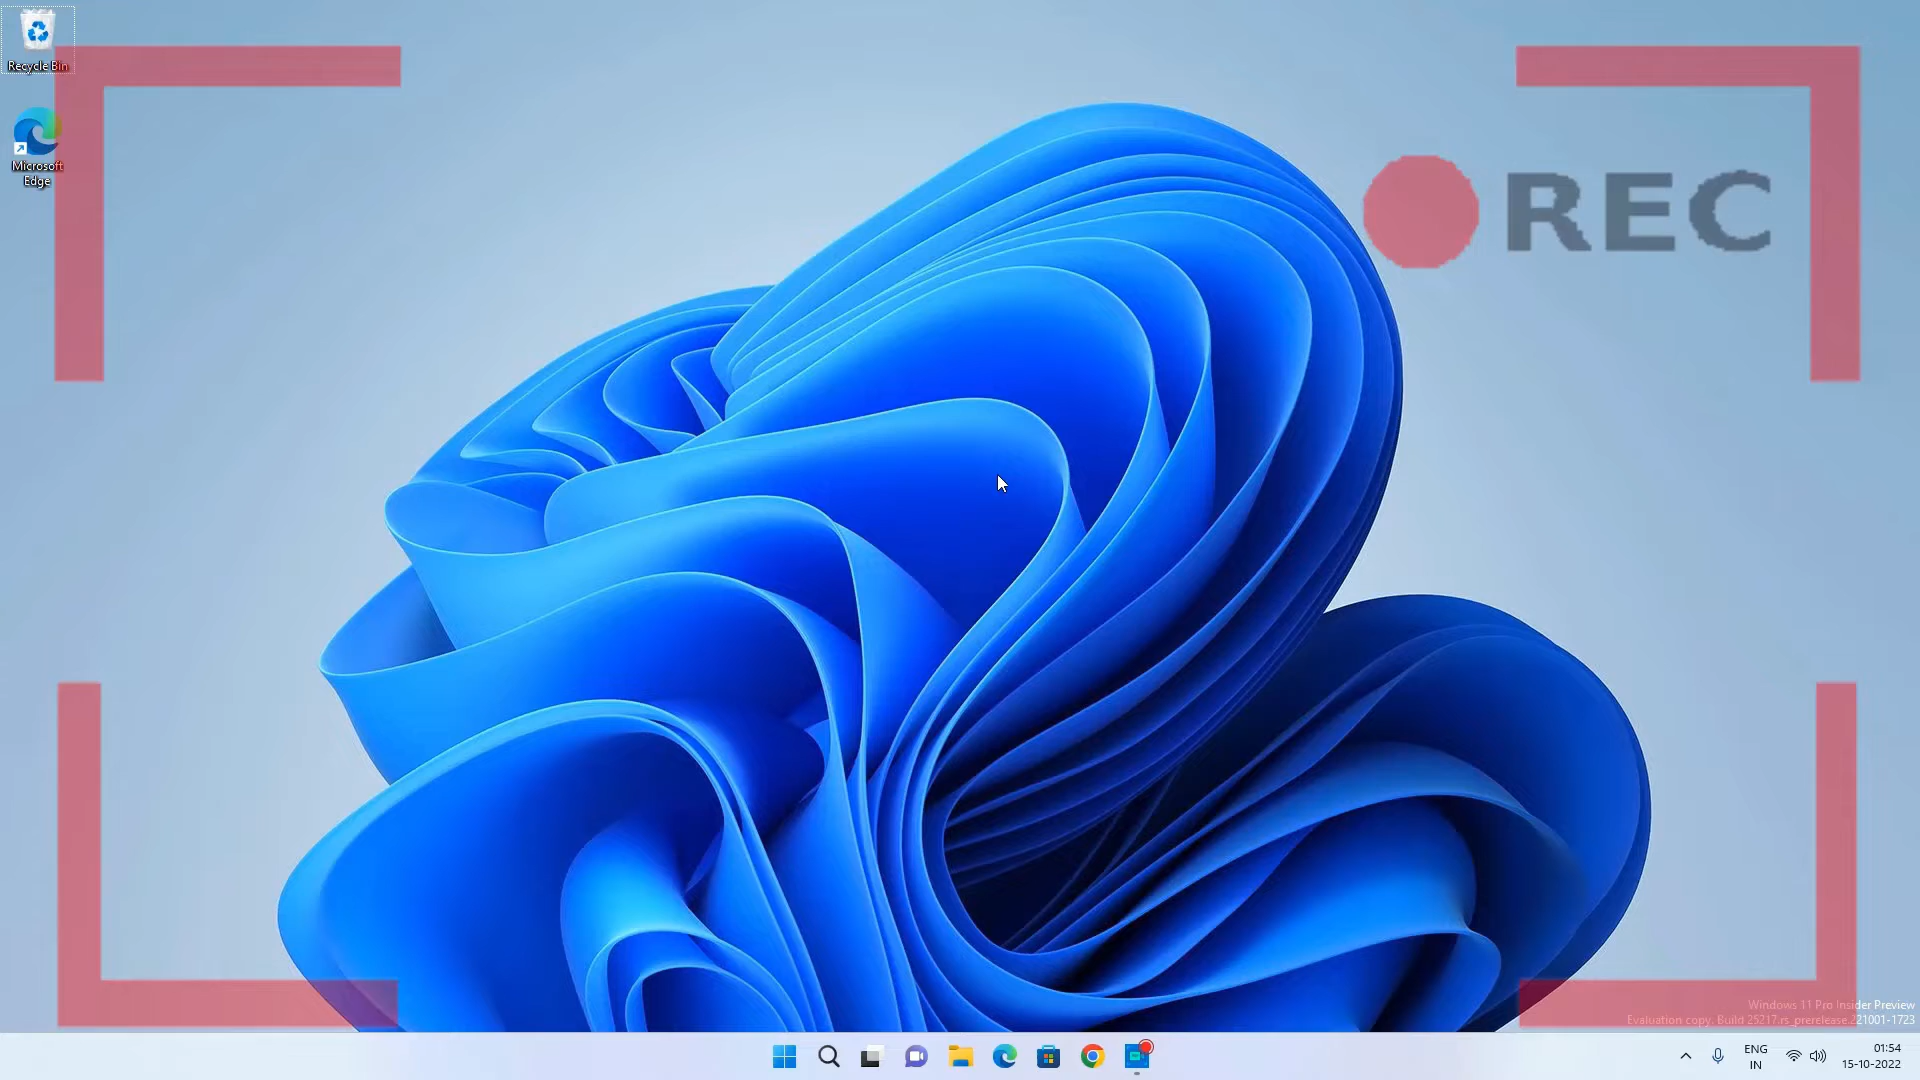 Recycle Bin
Microsoft
Edge
REC
Windows 11 Pro Insider Preview
Evaluation copy. Build 25217.rs_prerelease.221001-1723
ENG
IN
01:54
15-10-2022